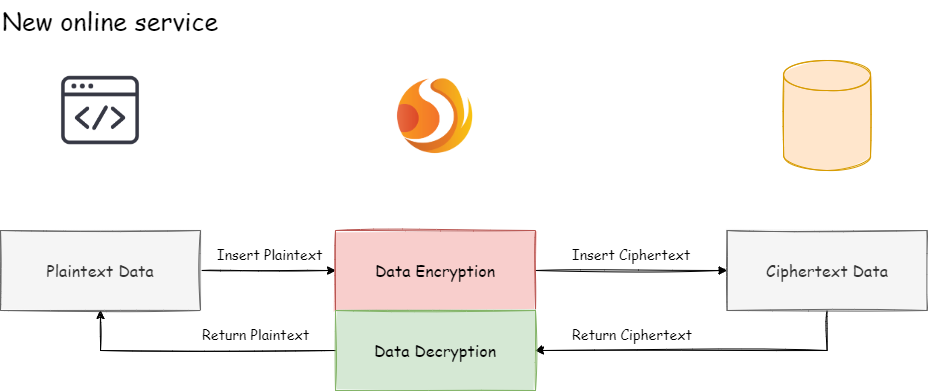 New online service
</>
Insert Plaintext
Insert Ciphertext
Plaintext Data
Data Encryption
Ciphertext Data
Return Plaintext
Return Ciphertext
Data Decryption